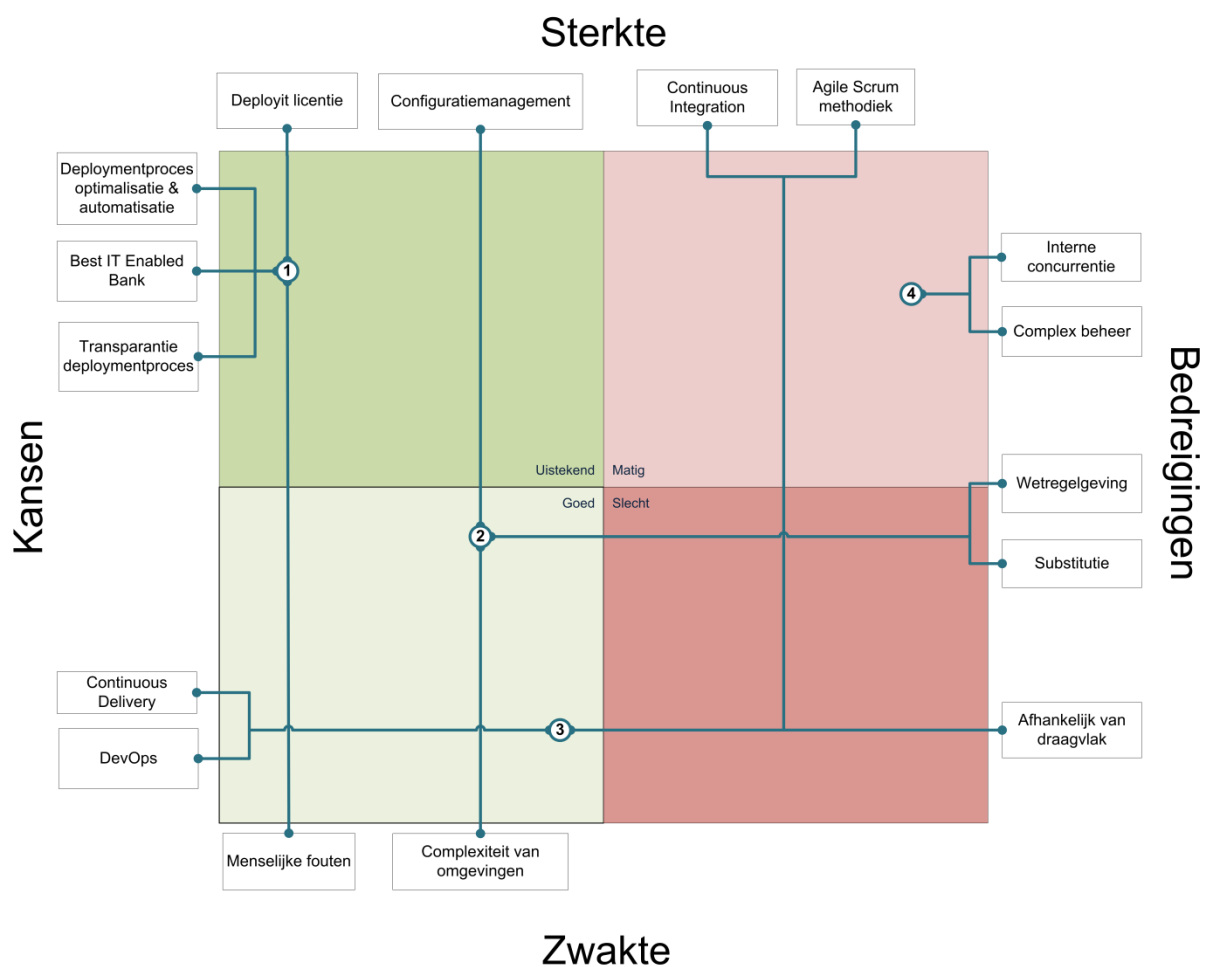 Sterkte
Deployit licentie
Configuratiemanagement
Continuous
Integration
Agile Scrum
methodiek
Deploymentproces
optimalisatie &
automatisatie
Best IT Enabled
Bank
Transparantie
deploymentproces
1
4
Interne
concurrentie
Complex beheer
Kansen
Bedreigingen
Uistekend
Matig
Goed
Slecht
Wetregelgeving
2
Substitutie
Continuous
Delivery
DevOps
3
Afhankelijk van
draagvlak
Menselijke fouten
Complexiteit van
omgevingen
Zwakte